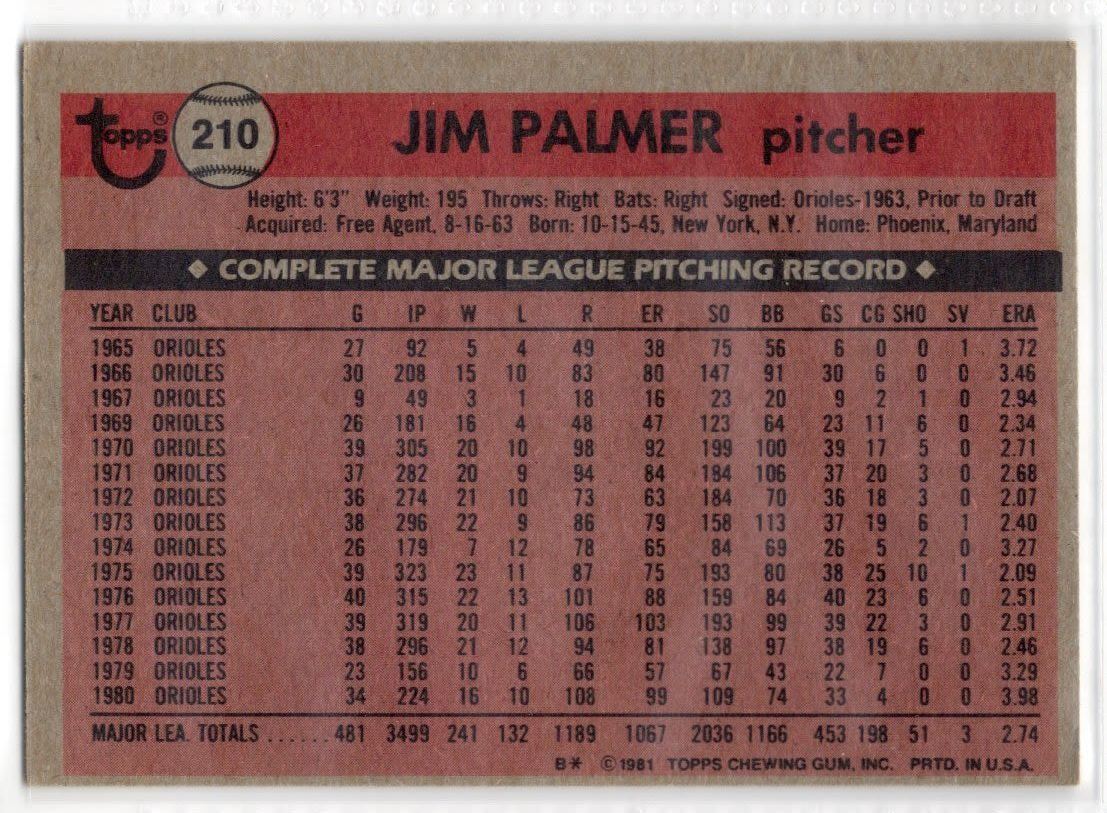 topps® 210 JIM PALMER pitcher
Height: 6'3" Weight: 195 Throws: Right Bats: Right Signed: Orioles-1963, Prior to Draft
Acquired: Free Agent, 8-16-63 Born: 10-15-45, New York, N.Y. Home: Phoenix, Maryland
◆ COMPLETE MAJOR LEAGUE PITCHING RECORD ◆
YEAR CLUB G IP W L R ER SO BB GS CG SHO SV ERA
1965 ORIOLES 27 92 5 4 49 38 75 56 6 0 0 1 3.72
1966 ORIOLES 30 208 15 10 83 80 147 91 30 6 0 0 3.46
1967 ORIOLES 9 49 3 1 18 16 23 20 9 2 1 0 2.94
1969 ORIOLES 26 181 16 4 48 47 123 64 23 11 6 0 2.34
1970 ORIOLES 39 305 20 10 98 92 199 100 39 17 5 0 2.71
1971 ORIOLES 37 282 20 9 94 84 184 106 37 20 3 0 2.68
1972 ORIOLES 36 274 21 10 73 63 184 70 36 18 3 0 2.07
1973 ORIOLES 38 296 22 9 86 79 158 113 37 19 6 1 2.40
1974 ORIOLES 26 179 7 12 78 65 84 69 26 5 2 0 3.27
1975 ORIOLES 39 323 23 11 87 75 193 80 38 25 10 1 2.09
1976 ORIOLES 40 315 22 13 101 88 159 84 40 23 6 0 2.51
1977 ORIOLES 39 319 20 11 106 103 193 99 39 22 3 0 2.91
1978 ORIOLES 38 296 21 12 94 81 138 97 38 19 6 0 2.46
1979 ORIOLES 23 156 10 6 66 57 67 43 22 7 0 0 3.29
1980 ORIOLES 34 224 16 10 108 99 109 74 33 4 0 0 3.98
MAJOR LEA. TOTALS ...... 481 3499 241 132 1189 1067 2036 1166 453 198 51 3 2.74
B* ©1981 TOPPS CHEWING GUM, INC. PRTD. IN U.S.A.